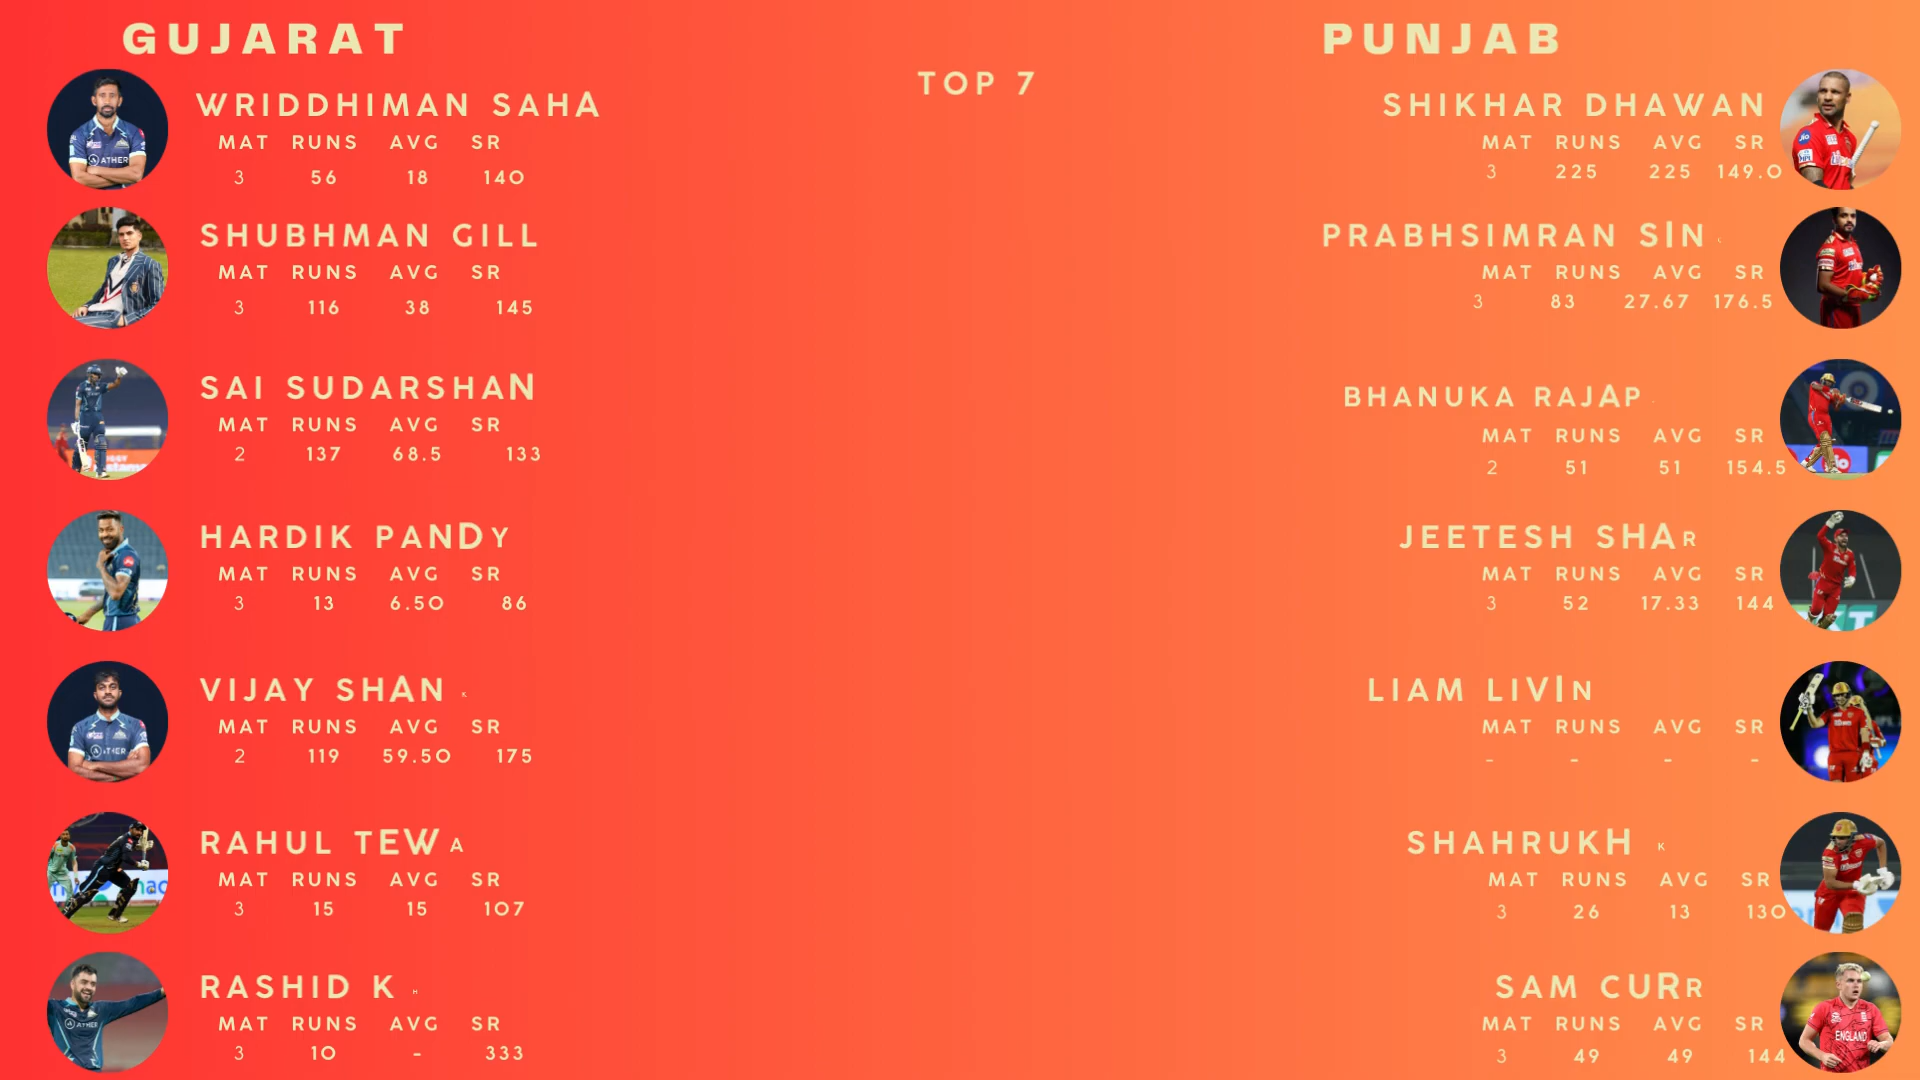 GUJARAT
WRIDDHIMAN SAHA
MAT RUNS AVG SR
3 56 18 140
SHUBHMAN GILL
MAT RUNS AVG SR
3 116 38 145
SAI SUDARSHAN
MAT RUNS AVG SR
2 137 68.5 133
HARDIK PANDY
MAT RUNS AVG SR
3 13 6.50 86
VIJAY SHAN K
MAT RUNS AVG SR
2 119 59.50 175
RAHUL TEWA
MAT RUNS AVG SR
3 15 15 107
RASHID K H
MAT RUNS AVG SR
3 10 - 333
TOP 7
PUNJAB
SHIKHAR DHAWAN
MAT RUNS AVG SR
3 225 225 149.0
PRABHSIMRAN SIN
MAT RUNS AVG SR
3 83 27.67 176.5
BHANUKA RAJAP
MAT RUNS AVG SR
2 51 51 154.5
JEETESH SHAR
MAT RUNS AVG SR
3 52 17.33 144
LIAM LIVIN
MAT RUNS AVG SR
- - - -
SHAHRUKH K
MAT RUNS AVG SR
3 26 13 130
SAM CURR
MAT RUNS AVG SR
3 49 49 144
ATHER
ATHER
ATHER
ENGLAND